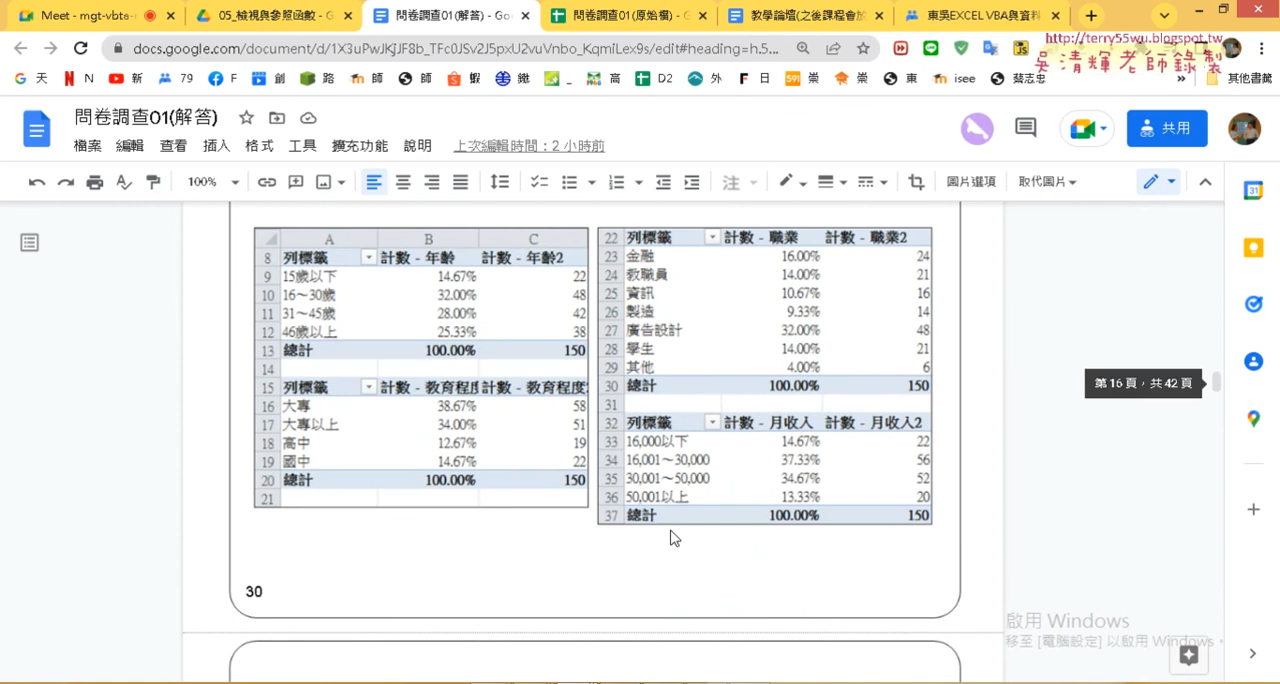 Meet - mgt-vbta-
05_檢視與參照函數 - G
問卷調查01(解答) - Go
問卷調查01(原始檔) - G
教學論壇(之後課程會放
東吳EXCEL VBA與資料
docs.google.com/document/d/1X3uPwJKJJF8b_TFc0JSv2J5pxU2vuVnbo_KqmiLex9s/edit#heading=h.5...
http://terry55wu.blogspot.tw
吳清輝老師錄製
天 N 新 79 F 創 路 師 師 蝦 鐵 _ 高 D2 外 日 崇 崇 東 isee 蔡志忠 » 其他書籤
問卷調查01(解答)
共用
檔案 編輯 查看 插入 格式 工具 擴充功能 說明 上次編輯時間：2 小時前
100% 注 圖片選項 取代圖片
A B C
8 列標籤 計數 - 年齡 計數 - 年齡2
9 15歲以下 14.67% 22
10 16～30歲 32.00% 48
11 31～45歲 28.00% 42
12 46歲以上 25.33% 38
13 總計 100.00% 150
14
15 列標籤 計數 - 教育程度 計數 - 教育程度2
16 大專 38.67% 58
17 大專以上 34.00% 51
18 高中 12.67% 19
19 國中 14.67% 22
20 總計 100.00% 150
21
22 列標籤 計數 - 職業 計數 - 職業2
23 金融 16.00% 24
24 教職員 14.00% 21
25 資訊 10.67% 16
26 製造 9.33% 14
27 廣告設計 32.00% 48
28 學生 14.00% 21
29 其他 4.00% 6
30 總計 100.00% 150
31
32 列標籤 計數 - 月收入 計數 - 月收入2
33 16,000以下 14.67% 22
34 16,001～30,000 37.33% 56
35 30,001～50,000 34.67% 52
36 50,001以上 13.33% 20
37 總計 100.00% 150
第 16 頁，共 42 頁
30
啟用 Windows
移至 [電腦設定] 以啟用 Windows。